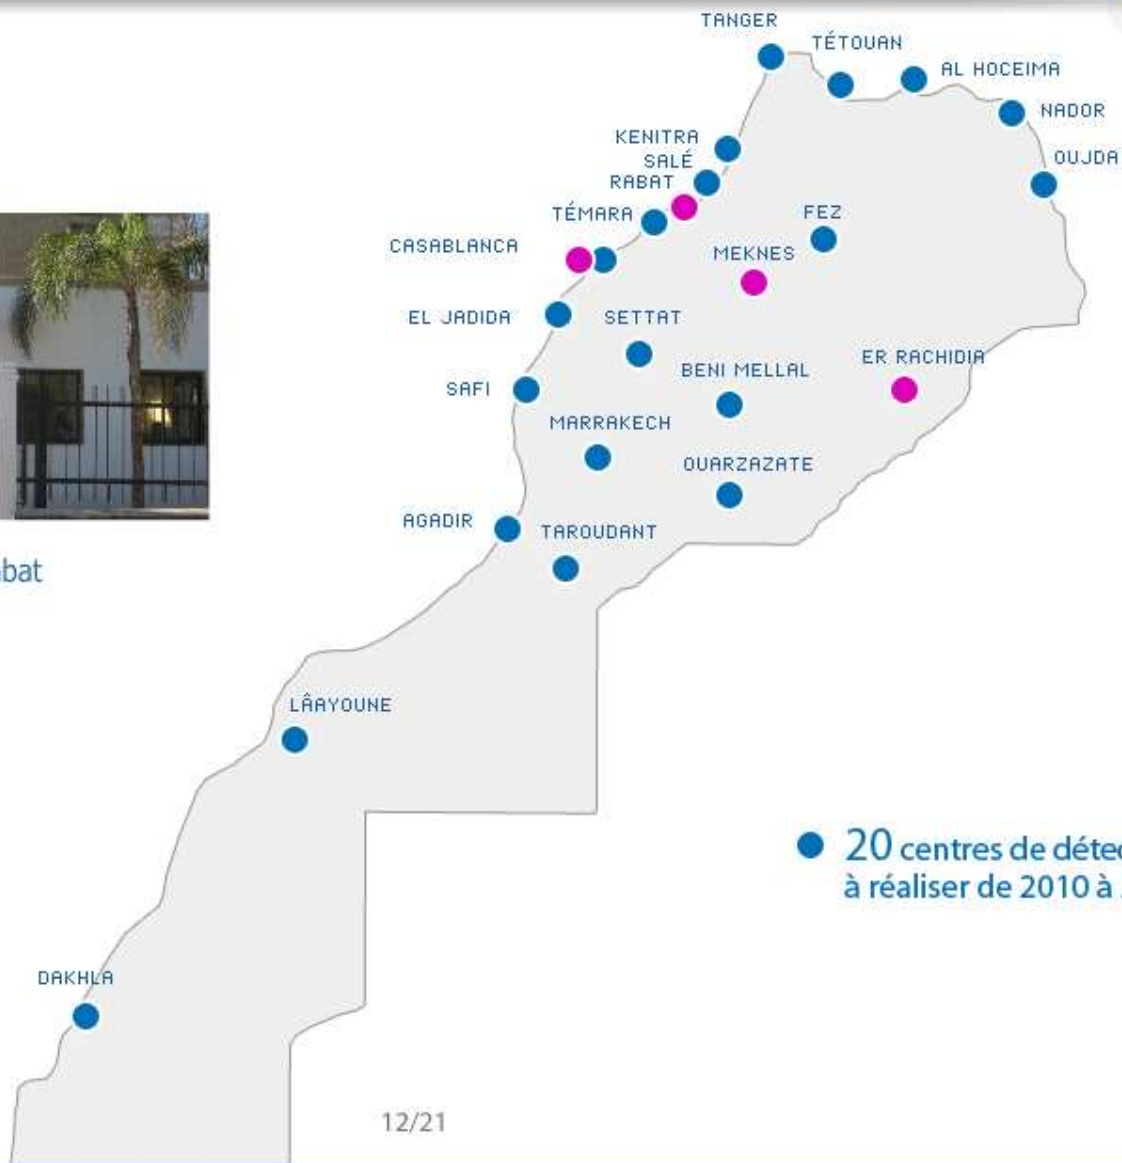 TANGER
TÉTOUAN
AL HOCEIMA
NADOR
KENITRA
SALÉ
OUJDA
RABAT
TÉMARA
FEZ
CASABLANCA
MEKNES
EL JADIDA
SETTAT
ER RACHIDIA
BENI MELLAL
SAFI
MARRAKECH
OUARZAZATE
AGADIR
TAROUDANT
LÂAYOUNE
20 centres de
à réaliser de 2010 à
DAKHLA
12/21